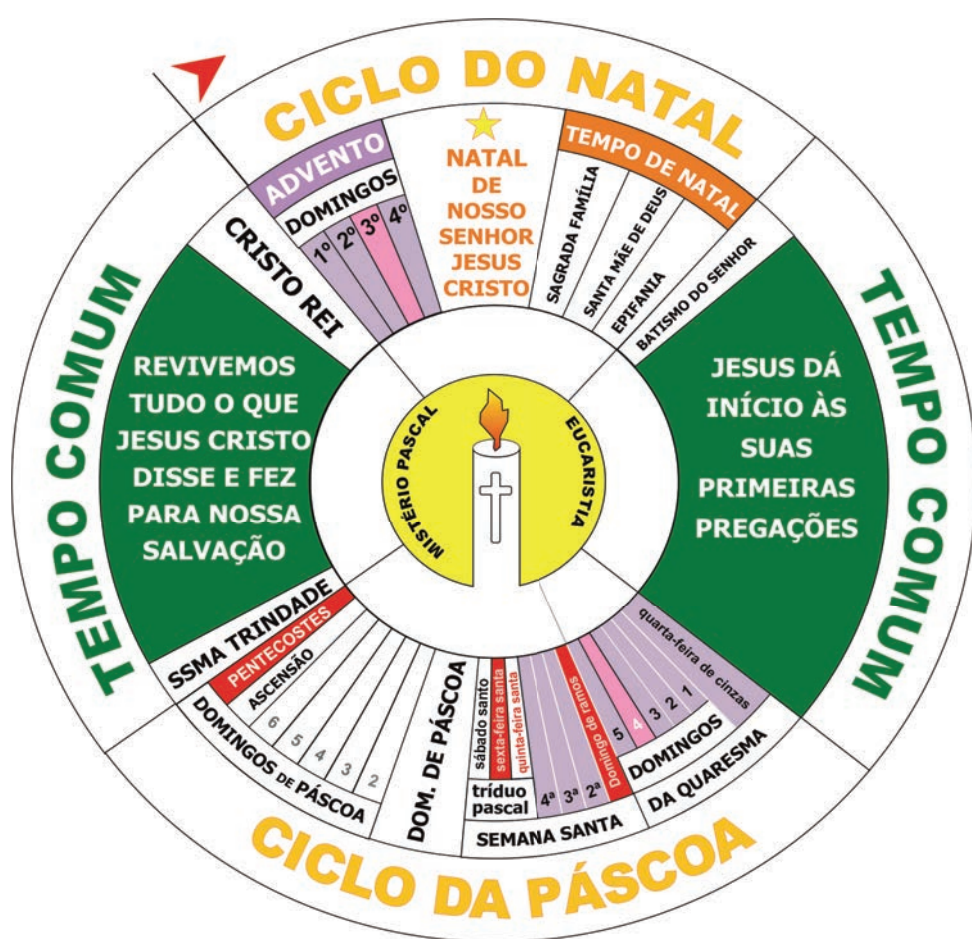 CICLO DO NATAL
ADVENTO
DOMINGOS
1º
2º
3º
4º
NATAL
DE
NOSSO
SENHOR
JESUS
CRISTO
TEMPO DE NATAL
SAGRADA FAMÍLIA
SANTA MÃE DE DEUS
EPIFANIA
BATISMO DO SENHOR
TEMPO COMUM
JESUS DÁ
INÍCIO ÀS
SUAS
PRIMEIRAS
PREGAÇÕES
quarta-feira de cinzas
1
2
3
4
5
DOMINGOS
DA QUARESMA
Domingo de ramos
2ª
3ª
4ª
quinta-feira santa
sexta-feira santa
sábado santo
tríduo
pascal
SEMANA SANTA
CICLO DA PÁSCOA
DOM. DE PÁSCOA
2
3
4
5
6
ASCENSÃO
PENTECOSTES
DOMINGOS DE PÁSCOA
SSMA TRINDADE
TEMPO COMUM
REVIVEMOS
TUDO O QUE
JESUS CRISTO
DISSE E FEZ
PARA NOSSA
SALVAÇÃO
CRISTO REI
MISTÉRIO PASCAL
EUCARISTIA